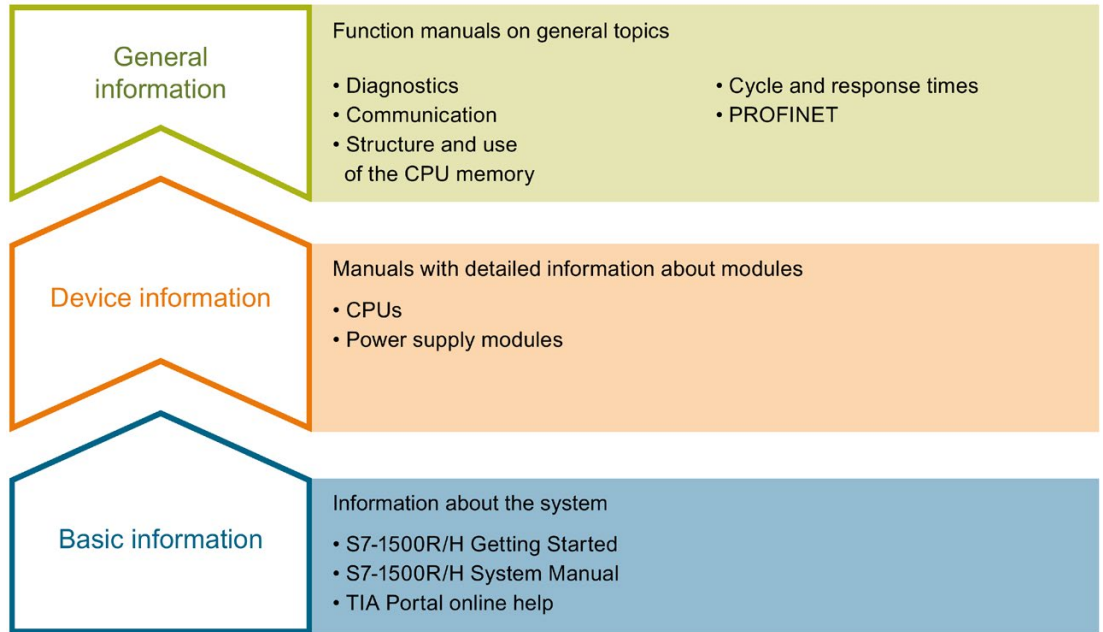 General
information
Function manuals on general topics
• Diagnostics
• Communication
• Structure and use
of the CPU memory
• Cycle and response times
• PROFINET
Device information
Manuals with detailed information about modules
• CPUs
• Power supply modules
Basic information
Information about the system
• S7-1500R/H Getting Started
• S7-1500R/H System Manual
• TIA Portal online help